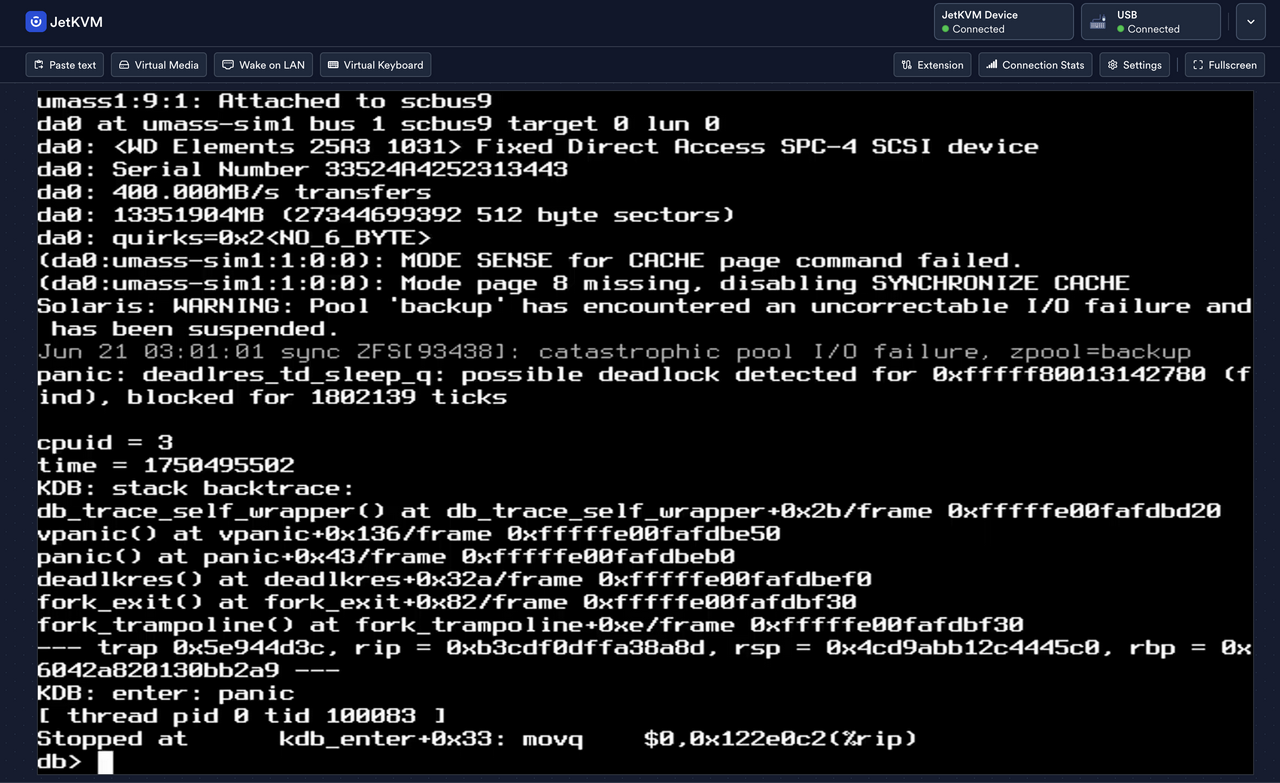 JetKVM
JetKVM Device
Connected
USB
Connected
Paste text
Virtual Media
Wake on LAN
Virtual Keyboard
Extension
Connection Stats
Settings
Fullscreen
umass1:9:1: Attached to scbus9
da0 at umass-sim1 bus 1 scbus9 target 0 lun 0
da0: <WD Elements 25A3 1031> Fixed Direct Access SPC-4 SCSI device
da0: Serial Number 33524A4252313443
da0: 400.000MB/s transfers
da0: 13351904MB (27344699392 512 byte sectors)
da0: quirks=0x2<NO_6_BYTE>
(da0:umass-sim1:1:0:0): MODE SENSE for CACHE page command failed.
(da0:umass-sim1:1:0:0): Mode page 8 missing, disabling SYNCHRONIZE CACHE
Solaris: WARNING: Pool 'backup' has encountered an uncorrectable I/O failure and
 has been suspended.
Jun 21 03:01:01 sync ZFS[93438]: catastrophic pool I/O failure, zpool=backup
panic: deadlres_td_sleep_q: possible deadlock detected for 0xfffff80013142780 (f
ind), blocked for 1802139 ticks
cpuid = 3
time = 1750495502
KDB: stack backtrace:
db_trace_self_wrapper() at db_trace_self_wrapper+0x2b/frame 0xfffffe00fafdbd20
vpanic() at vpanic+0x136/frame 0xfffffe00fafdbe50
panic() at panic+0x43/frame 0xfffffe00fafdbeb0
deadlkres() at deadlkres+0x32a/frame 0xfffffe00fafdbef0
fork_exit() at fork_exit+0x82/frame 0xfffffe00fafdbf30
fork_trampoline() at fork_trampoline+0xe/frame 0xfffffe00fafdbf30
--- trap 0x5e944d3c, rip = 0xb3cdf0dffa38a8d, rsp = 0x4cd9abb12c4445c0, rbp = 0x
6042a820130bb2a9 ---
KDB: enter: panic
[ thread pid 0 tid 100083 ]
Stopped at      kdb_enter+0x33: movq    $0,0x122e0c2(%rip)
db>